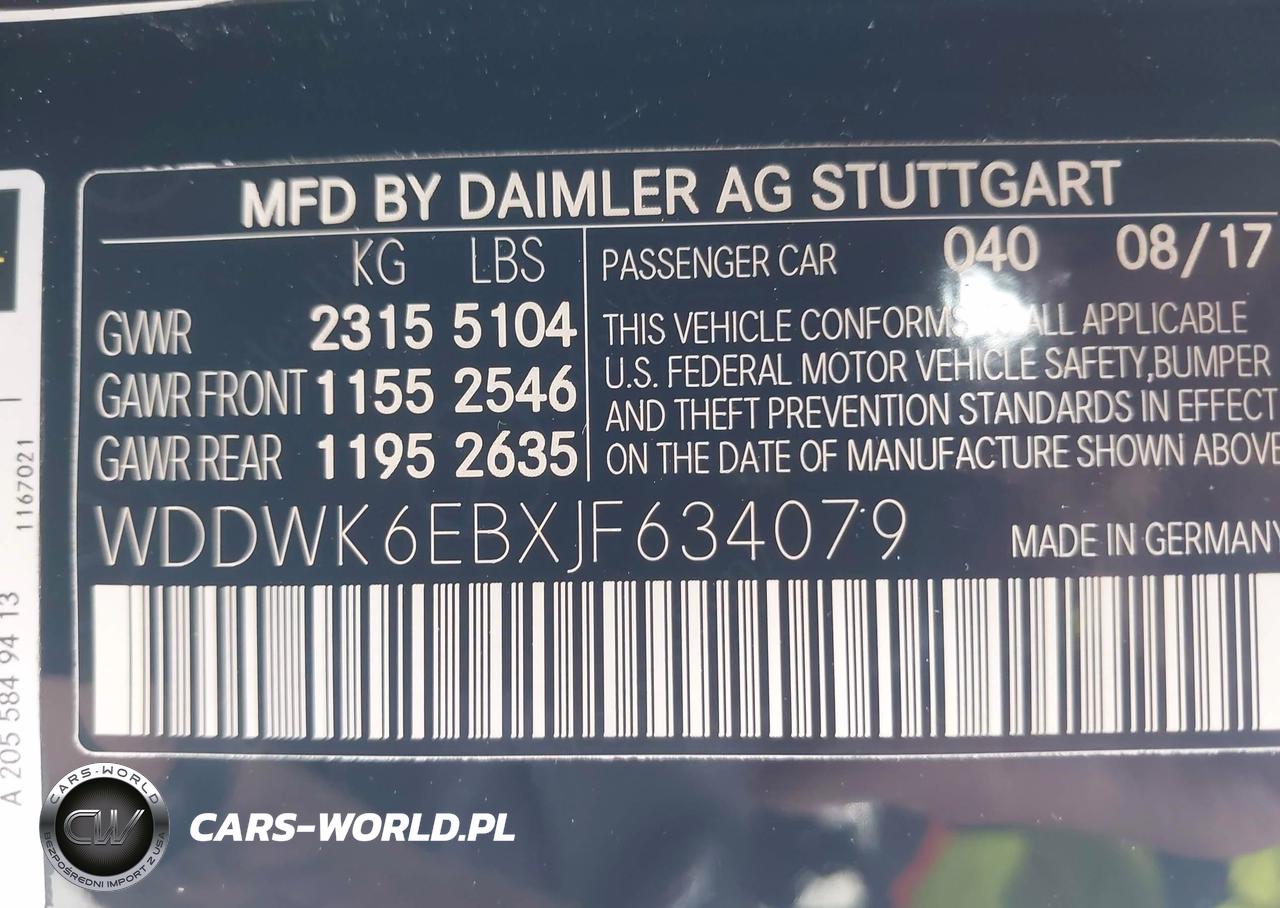 MFD BY DAIMLER AG STUTTGART
KG LBS
GVWR 2315 5104
GAWR FRONT 1155 2546
GAWR REAR 1195 2635
PASSENGER CAR 040 08/17
THIS VEHICLE CONFORMS ALL APPLICABLE
U.S. FEDERAL MOTOR VEHICLE SAFETY,BUMPER
AND THEFT PREVENTION STANDARDS IN EFFECT
ON THE DATE OF MANUFACTURE SHOWN ABOVE
WDDWK6EBXJF634079
MADE IN GERMANY
A 205 584 94 13
1167021
CARS-WORLD
CW
BEZPOŚREDNI IMPORT Z USA
CARS-WORLD.PL